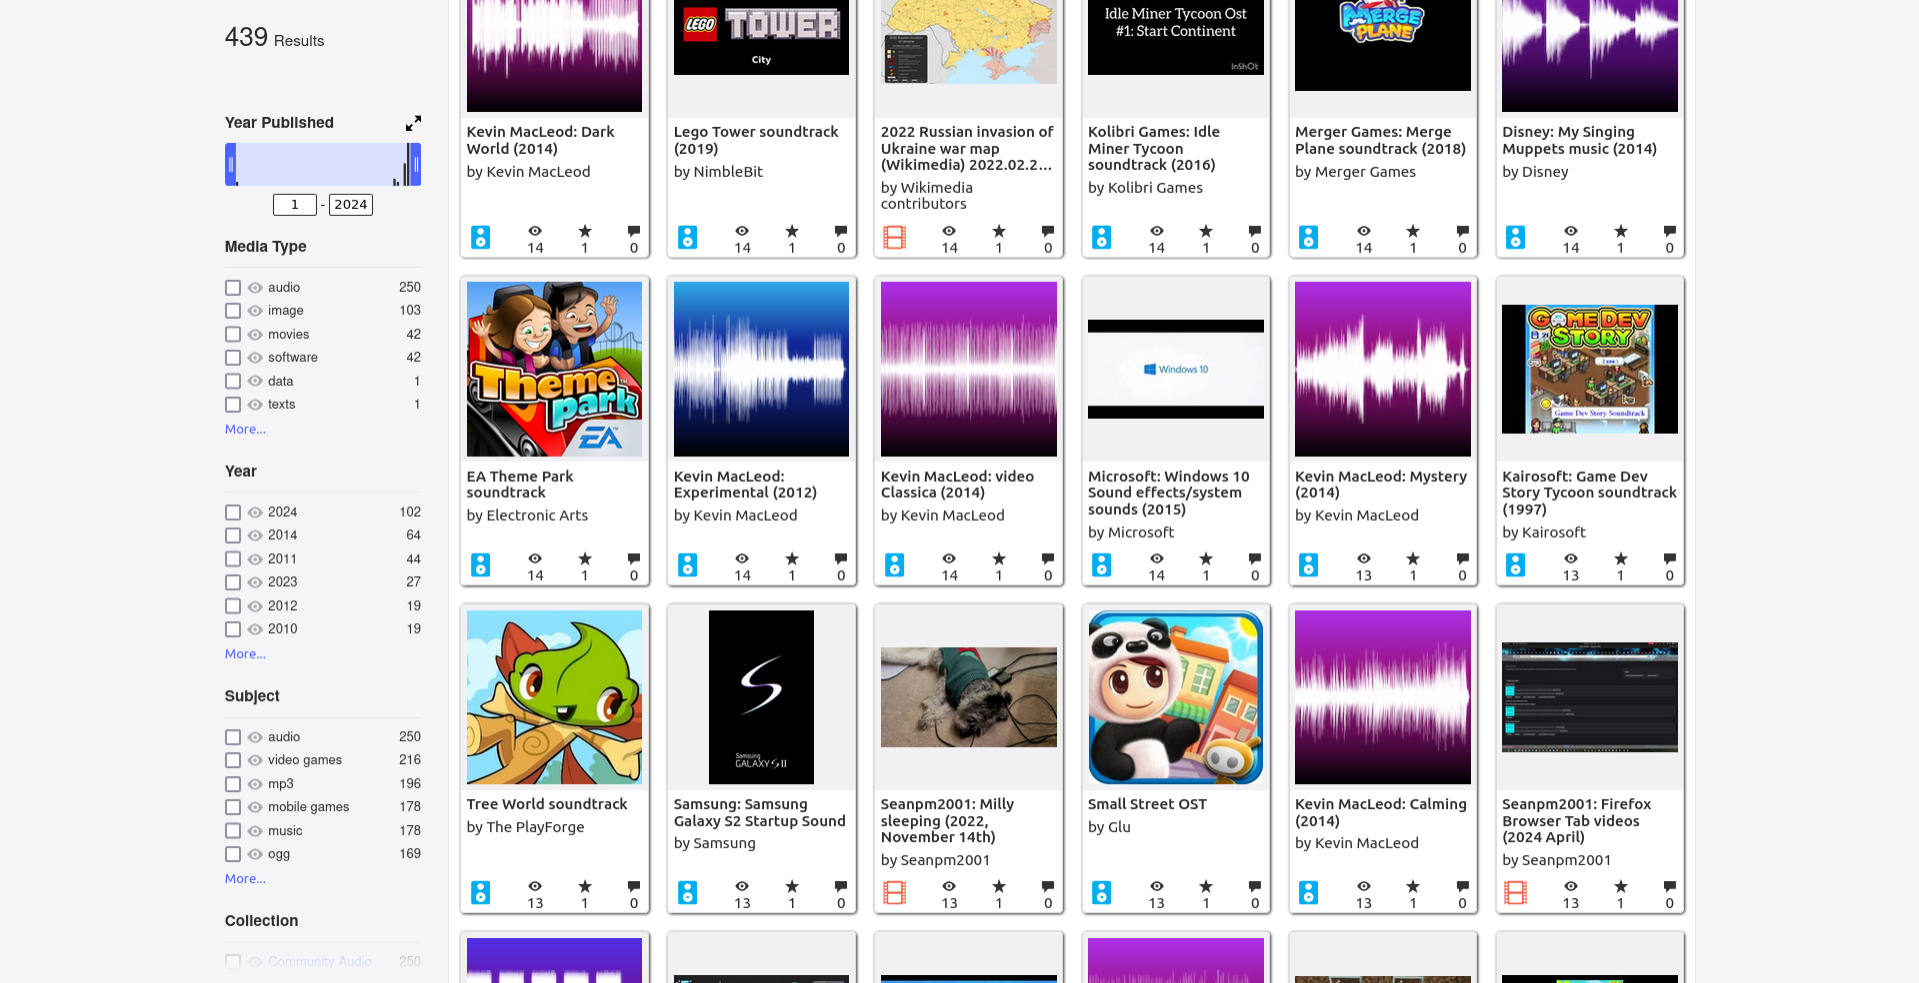 439 Results
Year Published
1 - 2024
Media Type
audio 250
image 103
movies 42
software 42
data 1
texts 1
More...
Year
2024 102
2014 64
2011 44
2023 27
2012 19
2010 19
More...
Subject
audio 250
video games 216
mp3 196
mobile games 178
music 178
ogg 169
More...
Collection
Community Audio 250
Kevin MacLeod: Dark
World (2014)
by Kevin MacLeod
14 1 0
LEGO TOWER
City
Lego Tower soundtrack
(2019)
by NimbleBit
14 1 0
2022 Russian invasion of
Ukraine war map
(Wikimedia) 2022.02.2...
by Wikimedia
contributors
14 1 0
Idle Miner Tycoon Ost
#1: Start Continent
InShOt
Kolibri Games: Idle
Miner Tycoon
soundtrack (2016)
by Kolibri Games
14 1 0
MERGE
PLANE
Merger Games: Merge
Plane soundtrack (2018)
by Merger Games
14 1 0
Disney: My Singing
Muppets music (2014)
by Disney
14 1 0
Theme
park
EA
EA Theme Park
soundtrack
by Electronic Arts
14 1 0
Kevin MacLeod:
Experimental (2012)
by Kevin MacLeod
14 1 0
Kevin MacLeod: video
Classica (2014)
by Kevin MacLeod
14 1 0
Windows 10
Microsoft: Windows 10
Sound effects/system
sounds (2015)
by Microsoft
14 1 0
Kevin MacLeod: Mystery
(2014)
by Kevin MacLeod
13 1 0
GAME DEV
STORY
Game Dev Story Soundtrack
Kairosoft: Game Dev
Story Tycoon soundtrack
(1997)
by Kairosoft
13 1 0
Tree World soundtrack
by The PlayForge
13 1 0
Samsung
GALAXY S II
Samsung: Samsung
Galaxy S2 Startup Sound
by Samsung
13 1 0
Seanpm2001: Milly
sleeping (2022,
November 14th)
by Seanpm2001
13 1 0
Small Street OST
by Glu
13 1 0
Kevin MacLeod: Calming
(2014)
by Kevin MacLeod
13 1 0
Seanpm2001: Firefox
Browser Tab videos
(2024 April)
by Seanpm2001
13 1 0